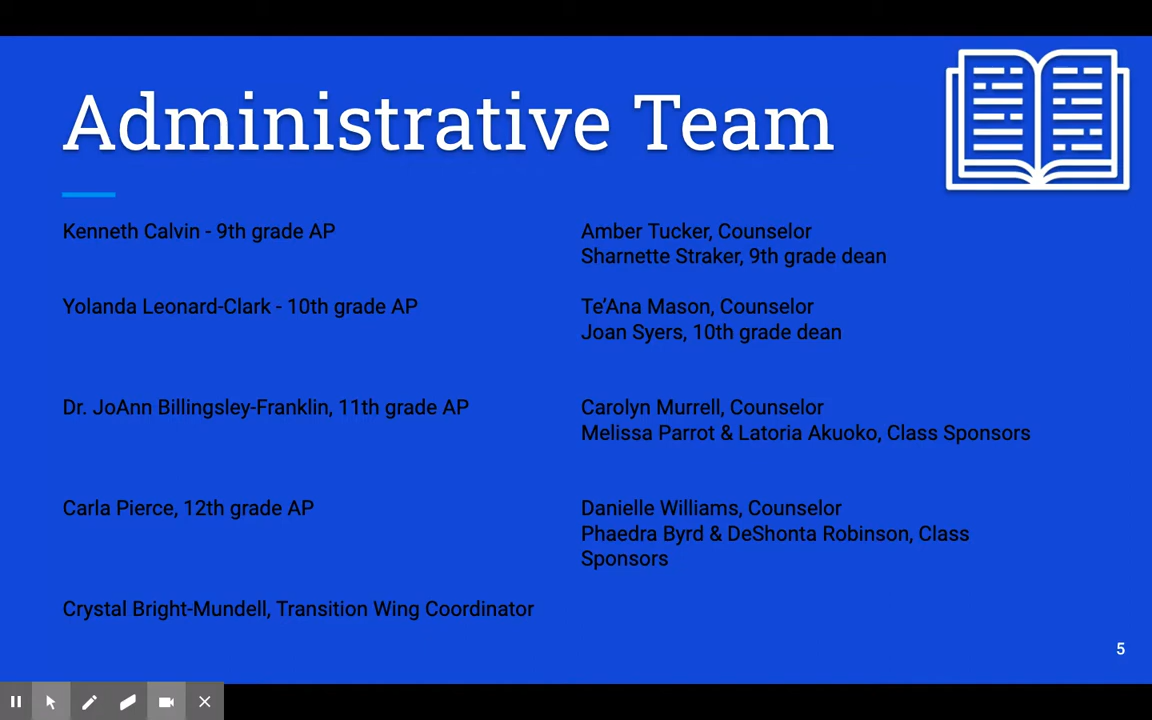 Administrative Team
Kenneth Calvin - 9th grade AP
Amber Tucker, Counselor
Sharnette Straker, 9th grade dean
Yolanda Leonard-Clark - 10th grade AP
Te’Ana Mason, Counselor
Joan Syers, 10th grade dean
Dr. JoAnn Billingsley-Franklin, 11th grade AP
Carolyn Murrell, Counselor
Melissa Parrot & Latoria Akuoko, Class Sponsors
Carla Pierce, 12th grade AP
Danielle Williams, Counselor
Phaedra Byrd & DeShonta Robinson, Class
Sponsors
Crystal Bright-Mundell, Transition Wing Coordinator
5